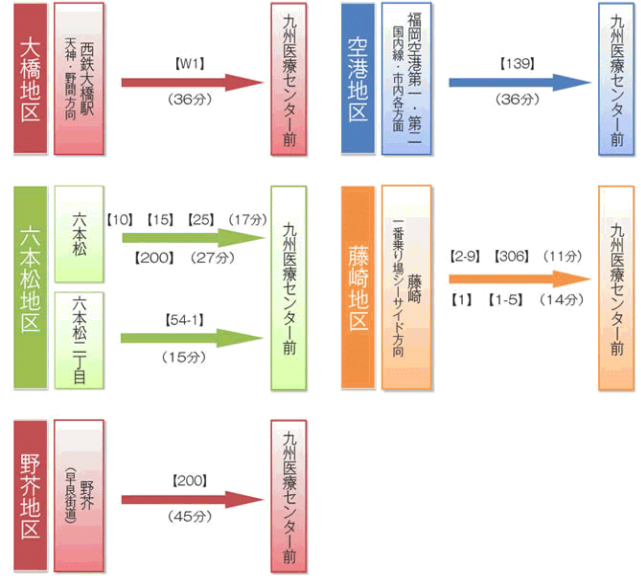 大橋地区
西鉄大橋駅
天神・野間方向
【W1】
（36分）
九州医療センター前
空港地区
福岡空港第一・第二
国内線・市内各方面
【139】
（36分）
九州医療センター前
六本松地区
六本松
【10】【15】【25】（17分）
【200】（27分）
六本松二丁目
【54-1】
（15分）
九州医療センター前
藤崎地区
藤崎
一番乗り場シーサイド方向
【2-9】【306】（11分）
【1】【1-5】（14分）
九州医療センター前
野芥地区
野芥
（早良街道）
【200】
（45分）
九州医療センター前